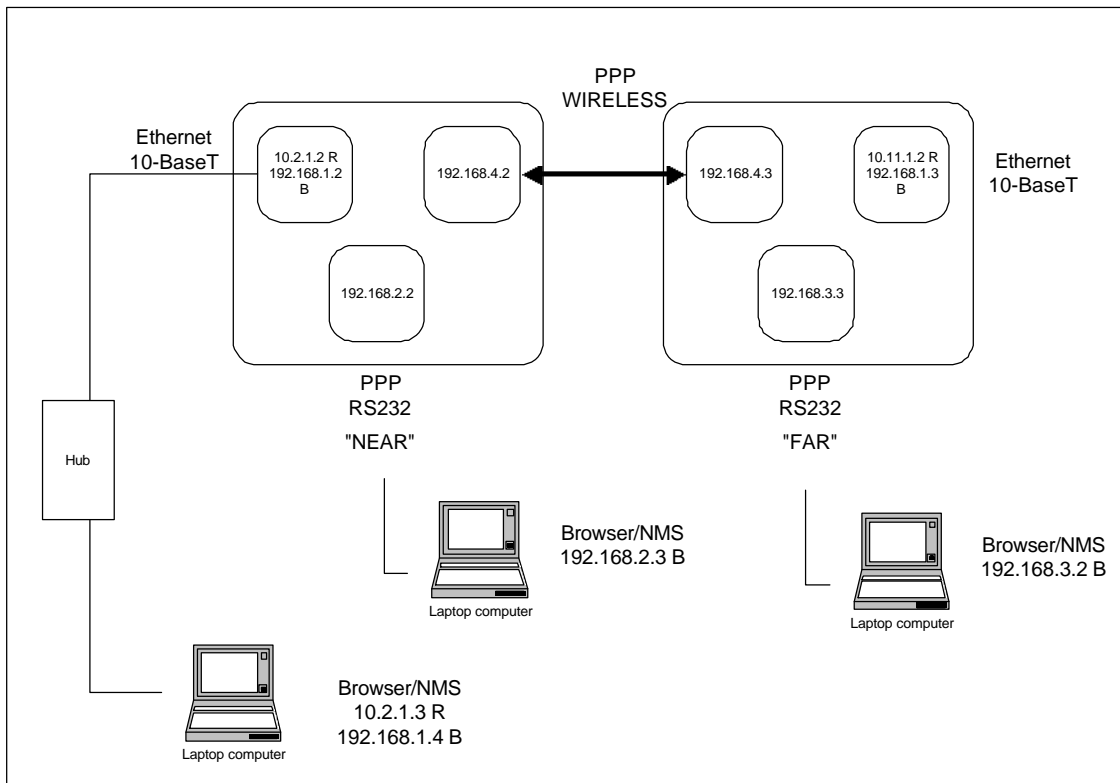 PPP
WIRELESS
Ethernet
10-BaseT
10.2.1.2 R
192.168.1.2
B
192.168.4.2
192.168.4.3
10.11.1.2 R
192.168.1.3
B
Ethernet
10-BaseT
192.168.2.2
192.168.3.3
PPP
RS232
"NEAR"
PPP
RS232
"FAR"
Hub
Browser/NMS
192.168.2.3 B
Laptop computer
Browser/NMS
192.168.3.2 B
Laptop computer
Browser/NMS
10.2.1.3 R
192.168.1.4 B
Laptop computer